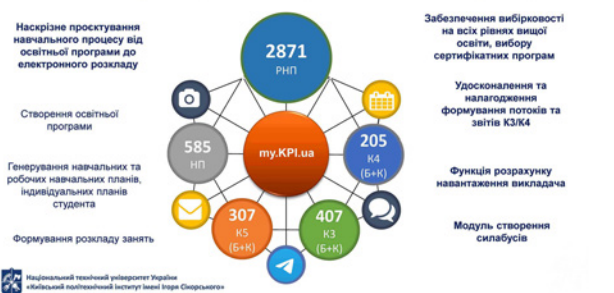 Наскрізне проєктування
навчального процесу від
освітньої програми до
електронного розкладу
Створення освітньої
програми
Генерування навчальних та
робочих навчальних планів,
індивідуальних планів
студента
Формування розкладу занять
2871
РНП
585
НП
my.KPI.ua
205
К4
(Б+К)
307
К5
(Б+К)
407
К3
(Б+К)
Забезпечення вибірковості
на всіх рівнях вищої
освіти, вибору
сертифікатних програм
Удосконалення та
налагодження
формування потоків та
звітів К3/К4
Функція розрахунку
навантаження викладача
Модуль створення
силабусів
Національний технічний університет України
«Київський політехнічний інститут імені Ігоря Сікорського»